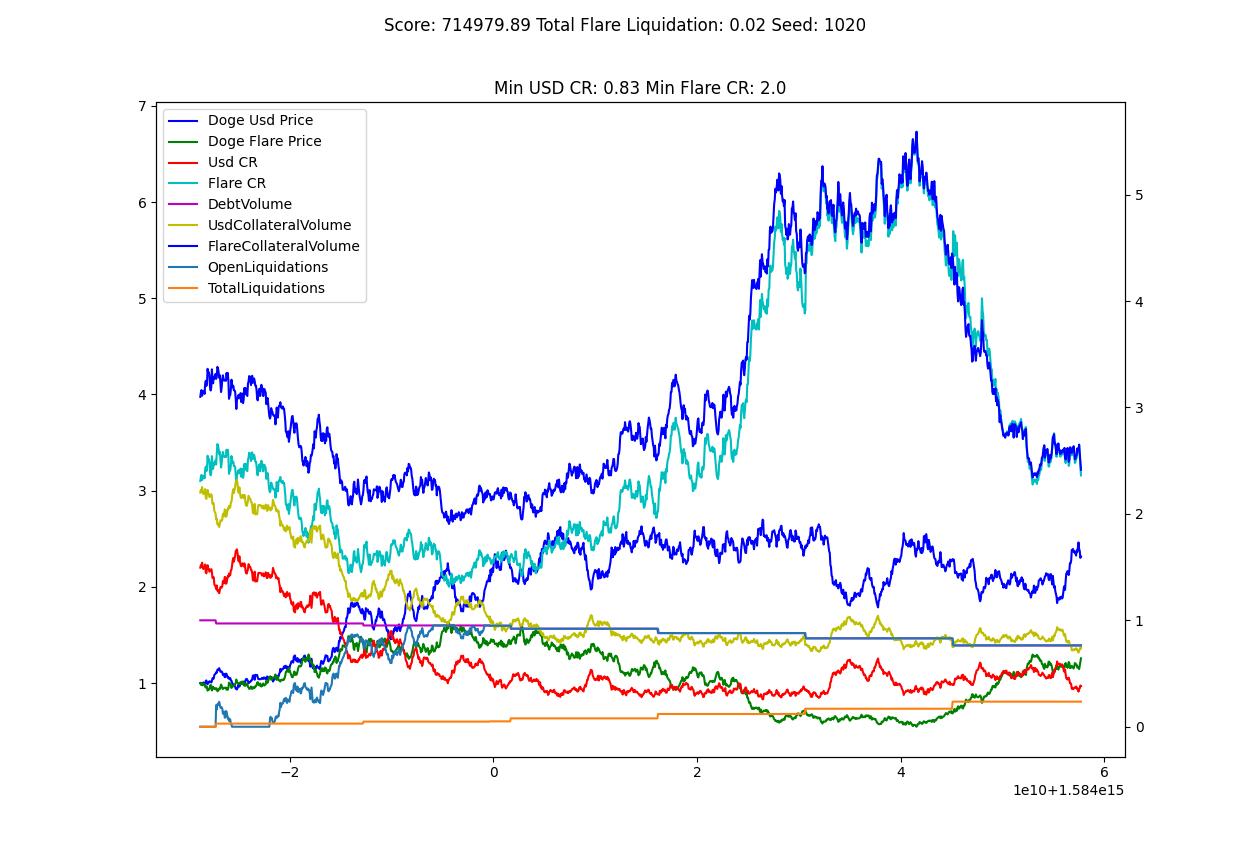 Score: 714979.89 Total Flare Liquidation: 0.02 Seed: 1020
Min USD CR: 0.83 Min Flare CR: 2.0
Doge Usd Price
Doge Flare Price
Usd CR
Flare CR
DebtVolume
UsdCollateralVolume
FlareCollateralVolume
OpenLiquidations
TotalLiquidations
7
6
5
4
3
2
1
5
4
3
2
1
0
−2
0
2
4
6
1e10+1.584e15